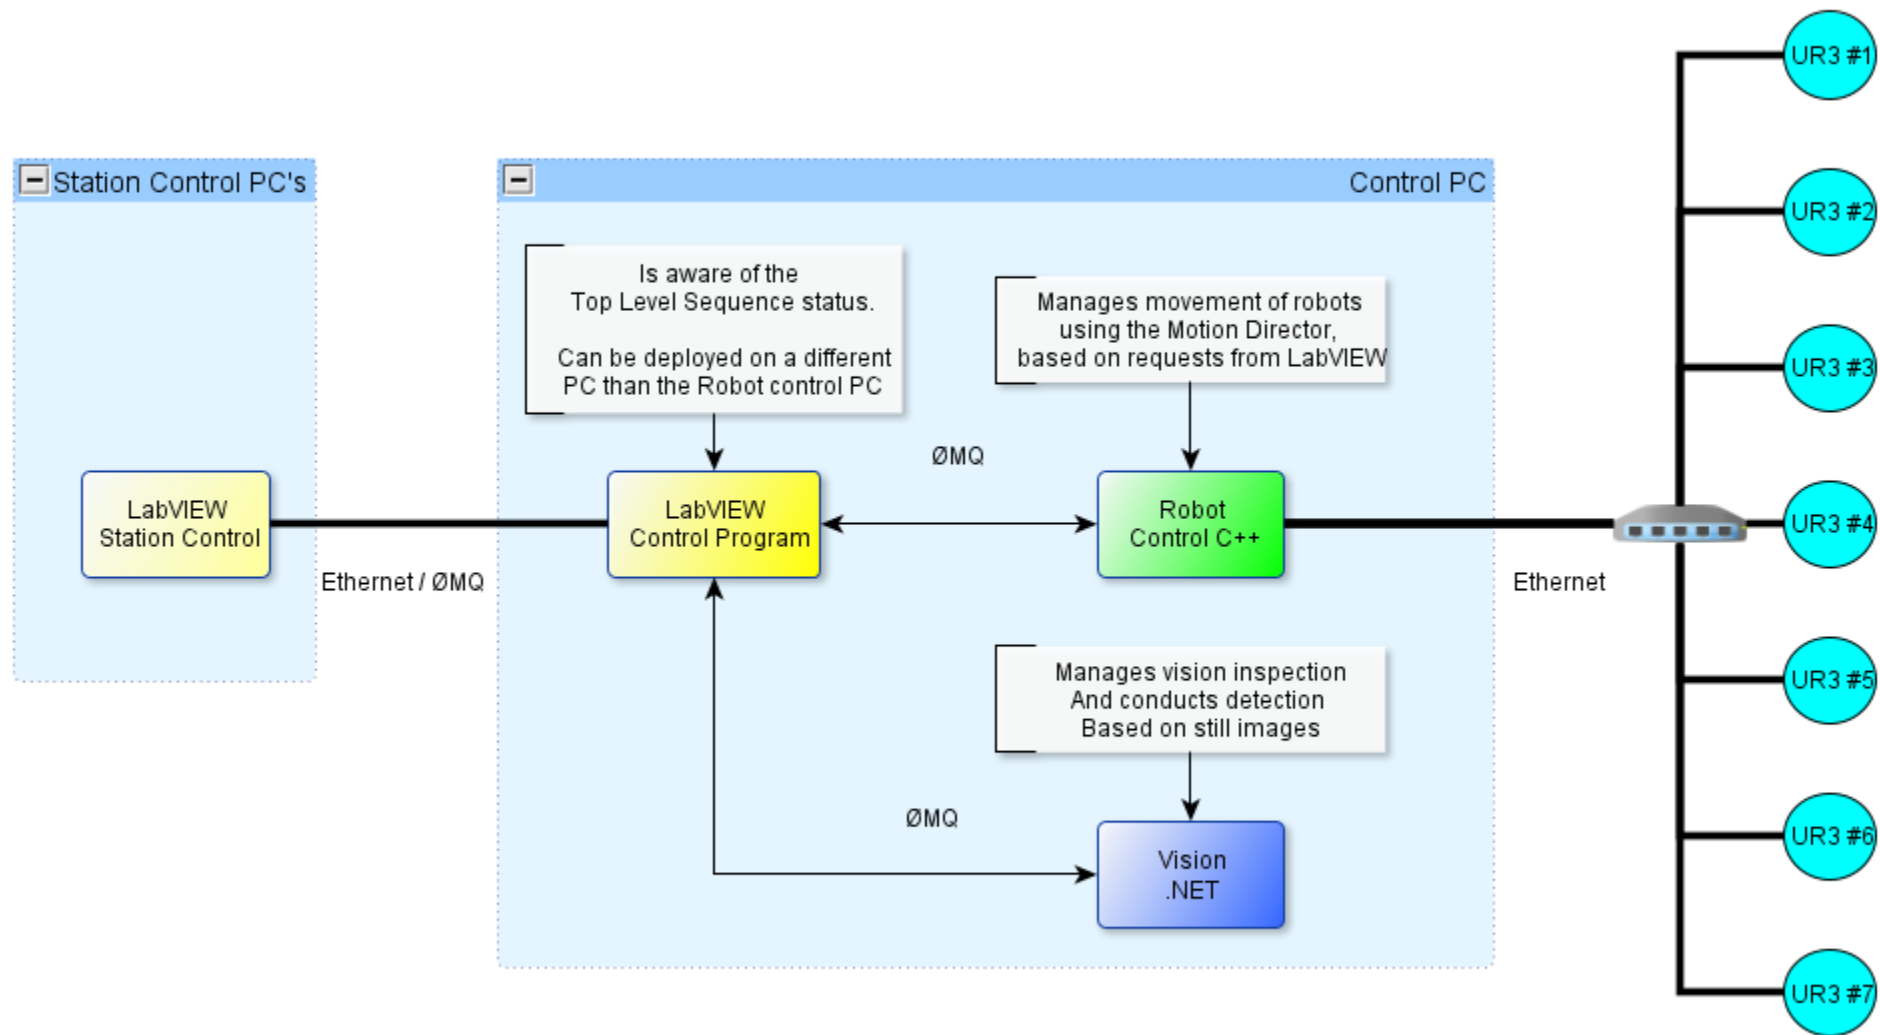 Station Control PC's
LabVIEW
Station Control
Ethernet / ØMQ
Control PC
Is aware of the
Top Level Sequence status.
Can be deployed on a different
PC than the Robot control PC
LabVIEW
Control Program
ØMQ
Manages movement of robots
using the Motion Director,
based on requests from LabVIEW
Robot
Control C++
Manages vision inspection
And conducts detection
Based on still images
ØMQ
Vision
.NET
Ethernet
UR3 #1
UR3 #2
UR3 #3
UR3 #4
UR3 #5
UR3 #6
UR3 #7